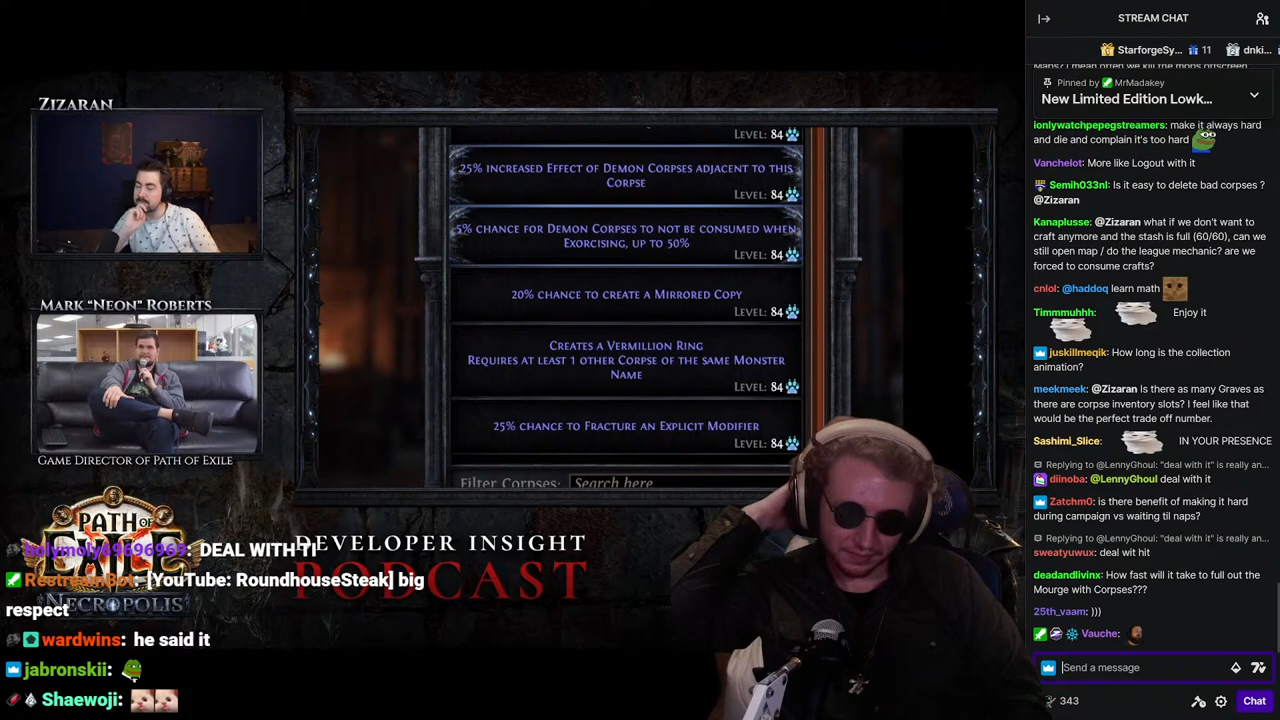 ZIZARAN
MARK "NEON" ROBERTS
GAME DIRECTOR OF PATH OF EXILE
LEVEL: 84
25% INCREASED EFFECT OF DEMON CORPSES ADJACENT TO THIS
CORPSE
LEVEL: 84
5% CHANCE FOR DEMON CORPSES TO NOT BE CONSUMED WHEN
EXORCISING, UP TO 50%
LEVEL: 84
20% CHANCE TO CREATE A MIRRORED COPY
LEVEL: 84
CREATES A VERMILLION RING
REQUIRES AT LEAST 1 OTHER CORPSE OF THE SAME MONSTER
NAME
LEVEL: 84
25% CHANCE TO FRACTURE AN EXPLICIT MODIFIER
LEVEL: 84
FILTER CORPSES: Search here
PATH OF
EXILE
NECROPOLIS
DEVELOPER INSIGHT
PODCAST
holymoly69696969: DEAL WITH
RestreamBot: [YouTube: RoundhouseSteak] big
respect
wardwins: he said it
jabronskii:
Shaewoji:
STREAM CHAT
StarforgeSy... 11 dnki...
Maps? I mean often we kill the mobs offscreen
Pinned by MrMadakey
New Limited Edition Lowk...
ionlywatchpepegstreamers: make it always hard
and die and complain it's too hard
Vanchelot: More like Logout with it
Semih033nl: Is it easy to delete bad corpses ?
@Zizaran
Kanaplusse: @Zizaran what if we don't want to
craft anymore and the stash is full (60/60), can we
still open map / do the league mechanic? are we
forced to consume crafts?
cnlol: @haddoq learn math
Timmmuhhh: Enjoy it
juskillmeqik: How long is the collection
animation?
meekmeek: @Zizaran Is there as many Graves as
there are corpse inventory slots? I feel like that
would be the perfect trade off number.
Sashimi_Slice: IN YOUR PRESENCE
Replying to @LennyGhoul: "deal with it" is really an...
diinoba: @LennyGhoul deal with it
Zatchm0: is there benefit of making it hard
during campaign vs waiting til naps?
Replying to @LennyGhoul: "deal with it" is really an...
sweatyuwux: deal wit hit
deadandlivinx: How fast will it take to full out the
Mourge with Corpses???
25th_vaam: )))
Vauche:
Send a message
343
Chat